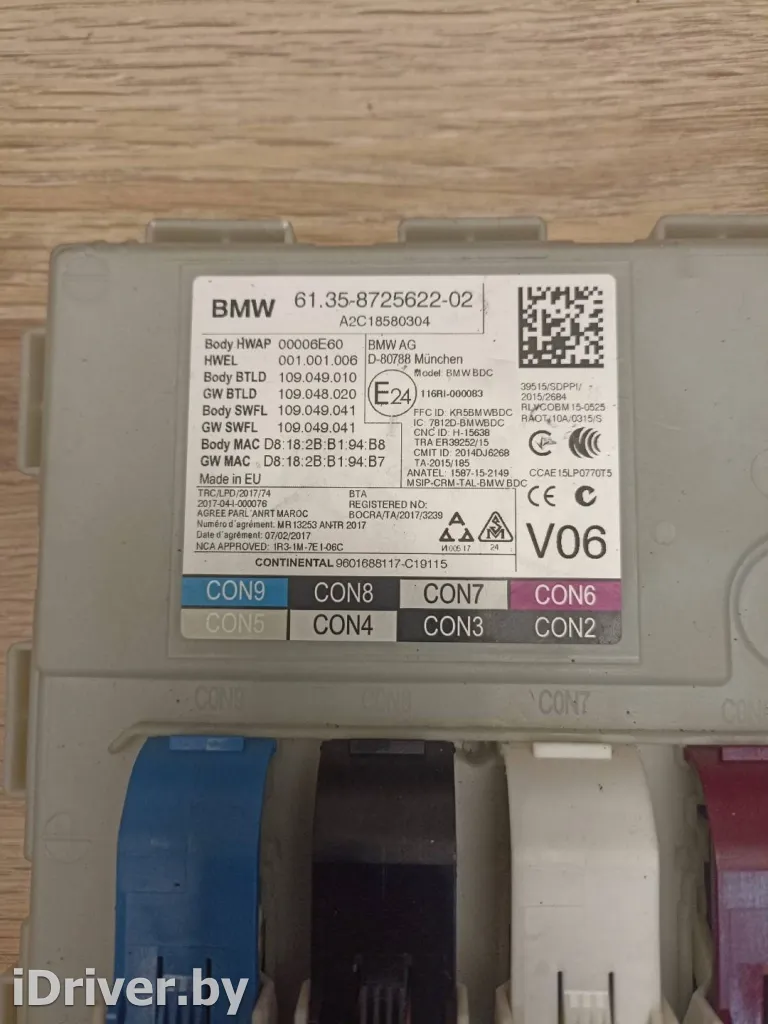 BMW 61.35-8725622-02
A2C18580304
Body HWAP 00006E60
HWEL 001.001.006
Body BTLD 109.049.010
GW BTLD 109.048.020
Body SWFL 109.049.041
GW SWFL 109.049.041
Body MAC D8:18:2B:B1:94:B8
GW MAC D8:18:2B:B1:94:B7
Made in EU
BMW AG
D-80788 München
Model: BMW BDC
E24 116RI-000083
FFC ID: KR5BMWBDC
IC: 7812D-BMWBDC
CNC ID: H-15638
TRA ER39252/15
CMIT ID: 2014DJ6268
TA-2015/185
ANATEL: 1587-15-2149
MSIP-CRM-TAL-BMW BDC
39515/SDPPI/
2015/2684
RLVCOBM15-0525
RAOT/10A/0315/S
CCAE15LP0770T5
CE
V06
TRC/LPD/2017/74
2017-04-I-000076
AGREE PARL'ANRT MAROC
Numéro d'agrément: MR 13253 ANTR 2017
Date d'agrément: 07/02/2017
NCA APPROVED: 1R3-1M-7E1-06C
BTA
REGISTERED NO:
BOCRA/TA/2017/3239
И 005 17
24
CONTINENTAL 9601688117-C19115
CON9 CON8 CON7 CON6
CON5 CON4 CON3 CON2
CON9 CON8 CON7
iDriver.by